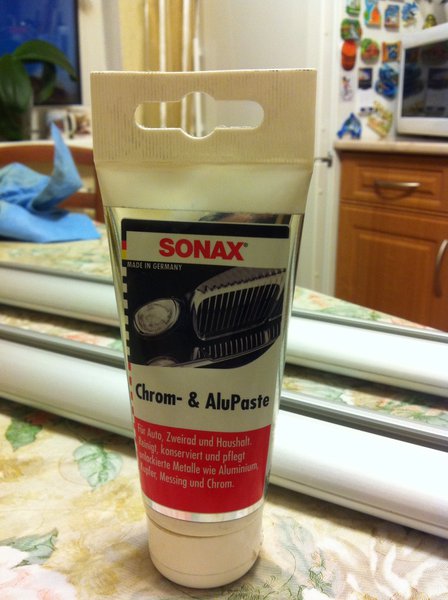 SONAX®
MADE IN GERMANY
Chrom- & AluPaste
Für Auto, Zweirad und Haushalt.
Reinigt, konserviert und pflegt
unlackierte Metalle wie Aluminium,
Kupfer, Messing und Chrom.